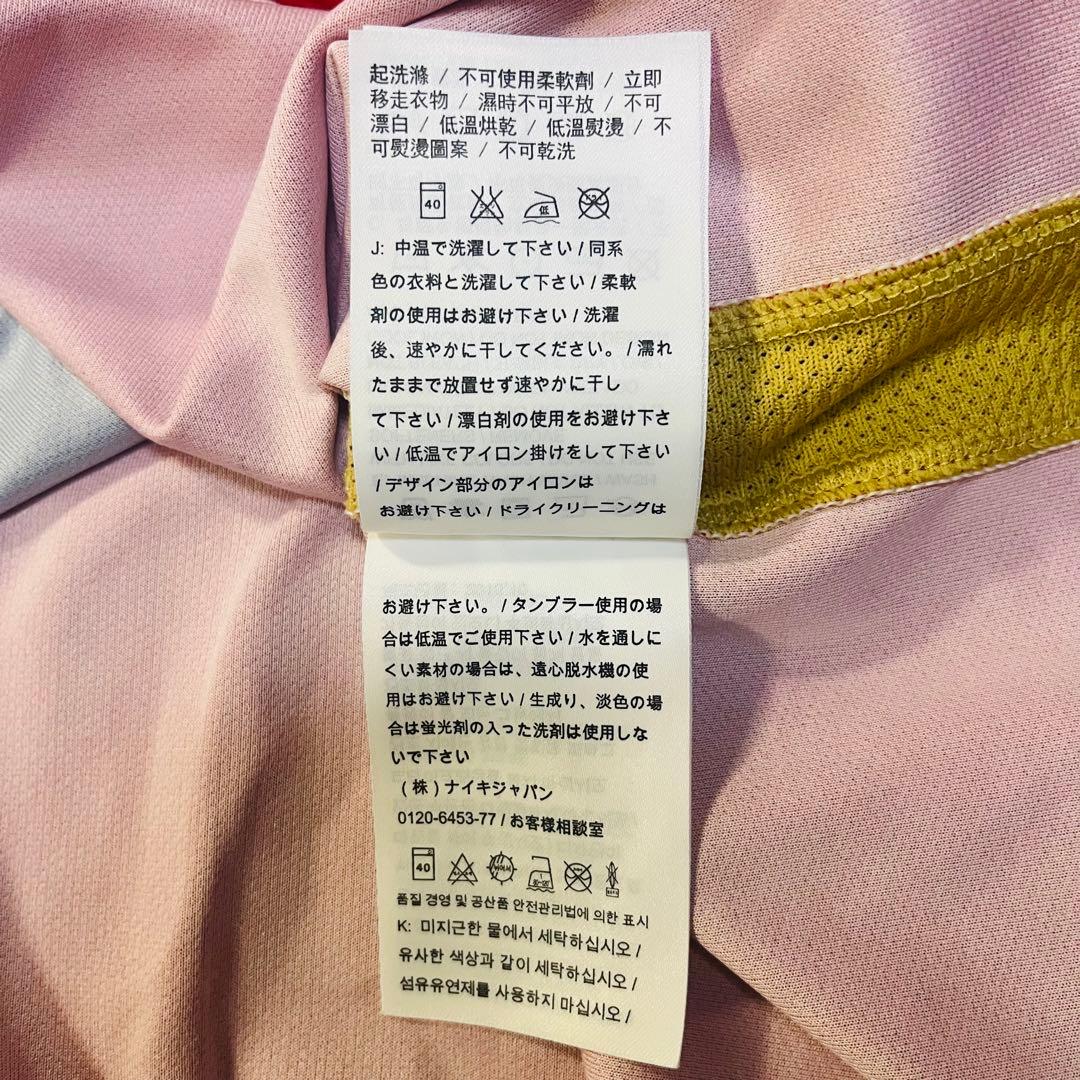 起洗滌 / 不可使用柔軟劑 / 立即
移走衣物 / 濕時不可平放 / 不可
漂白 / 低溫烘乾 / 低溫熨燙 / 不
可熨燙圖案 / 不可乾洗
40 低
J: 中温で洗濯して下さい / 同系
色の衣料と洗濯して下さい / 柔軟
剤の使用はお避け下さい / 洗濯
後、速やかに干してください。 / 濡れ
たままで放置せず速やかに干し
て下さい / 漂白剤の使用をお避け下さ
い / 低温でアイロン掛けをして下さい
/ デザイン部分のアイロンは
お避け下さい / ドライクリーニングは
お避け下さい。 / タンブラー使用の場
合は低温でご使用下さい / 水を通しに
くい素材の場合は、遠心脱水機の使
用はお避け下さい / 生成り、淡色の場
合は蛍光剤の入った洗剤は使用しな
いで下さい
(株) ナイキジャパン
0120-6453-77 / お客様相談室
40
품질 경영 및 공산품 안전관리법에 의한 표시
K: 미지근한 물에서 세탁하십시오 /
유사한 색상과 같이 세탁하십시오 /
섬유유연제를 사용하지 마십시오 /